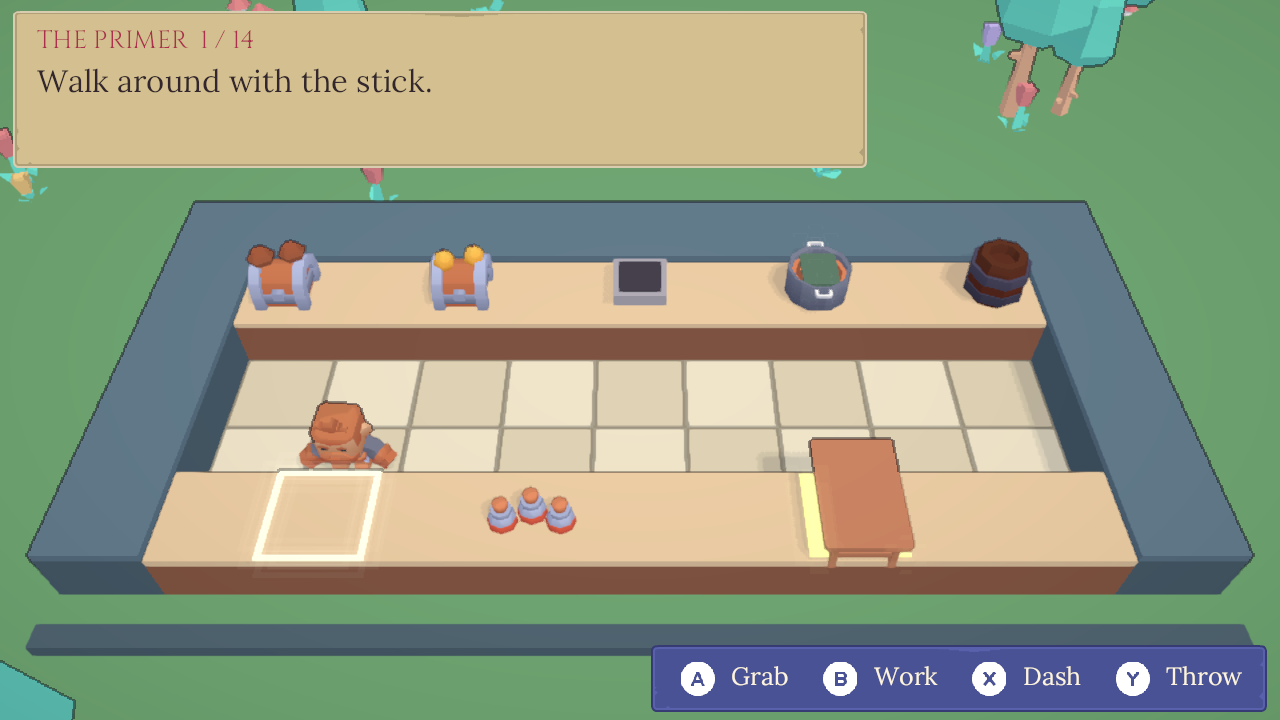 THE PRIMER 1 / 14
Walk around with the stick.
A Grab B Work X Dash Y Throw